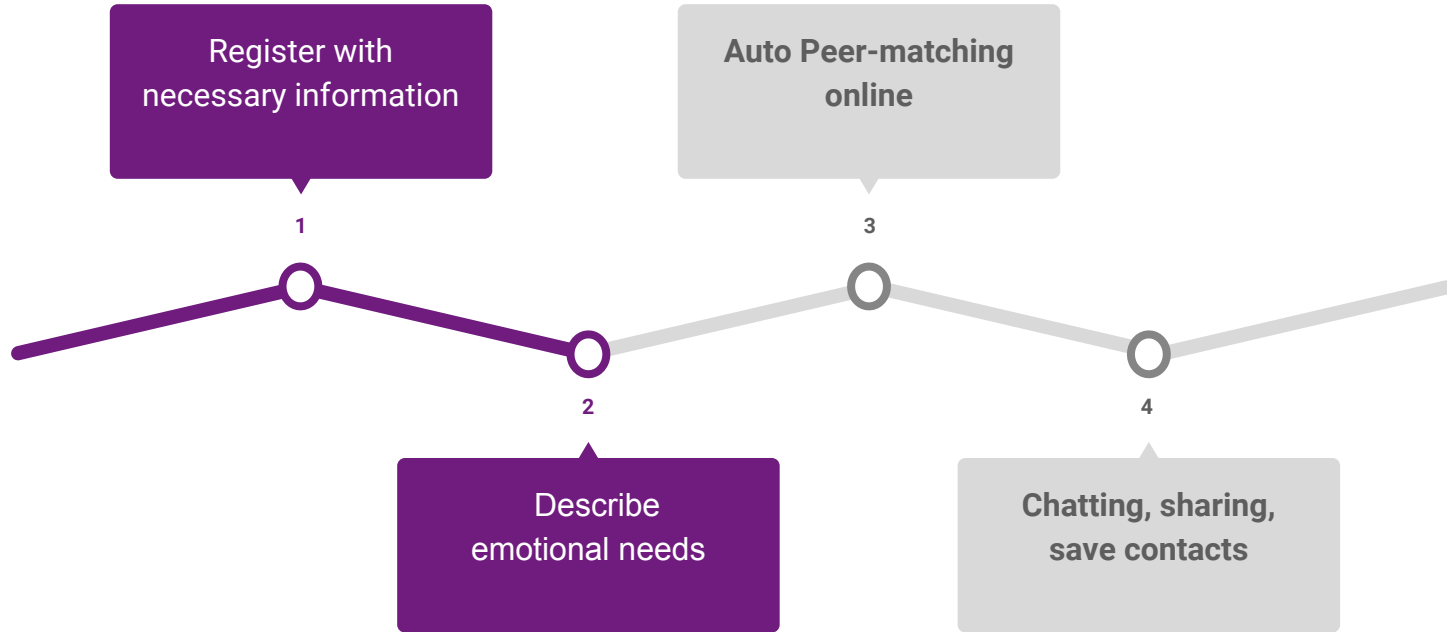 Register with
necessary information
1
2
Describe
emotional needs
Auto Peer-matching
online
3
4
Chatting, sharing,
save contacts